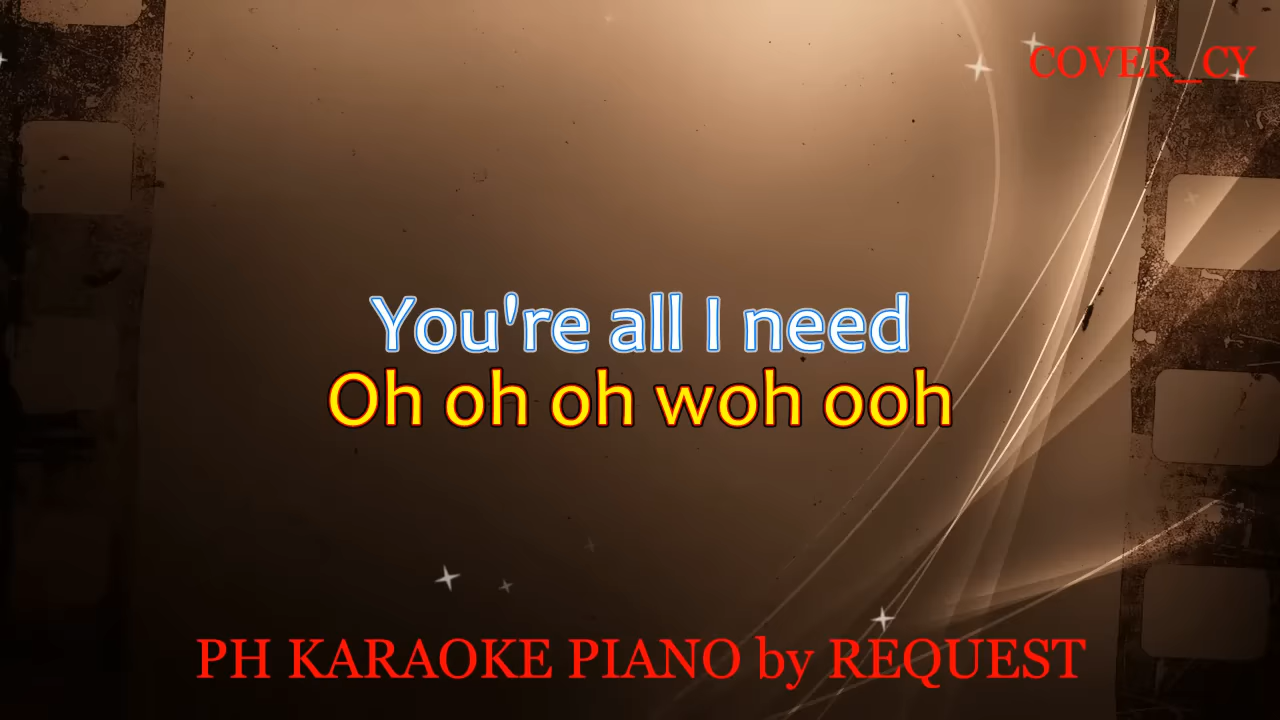 COVER_CY
You're all I need
Oh oh oh woh ooh
PH KARAOKE PIANO by REQUEST